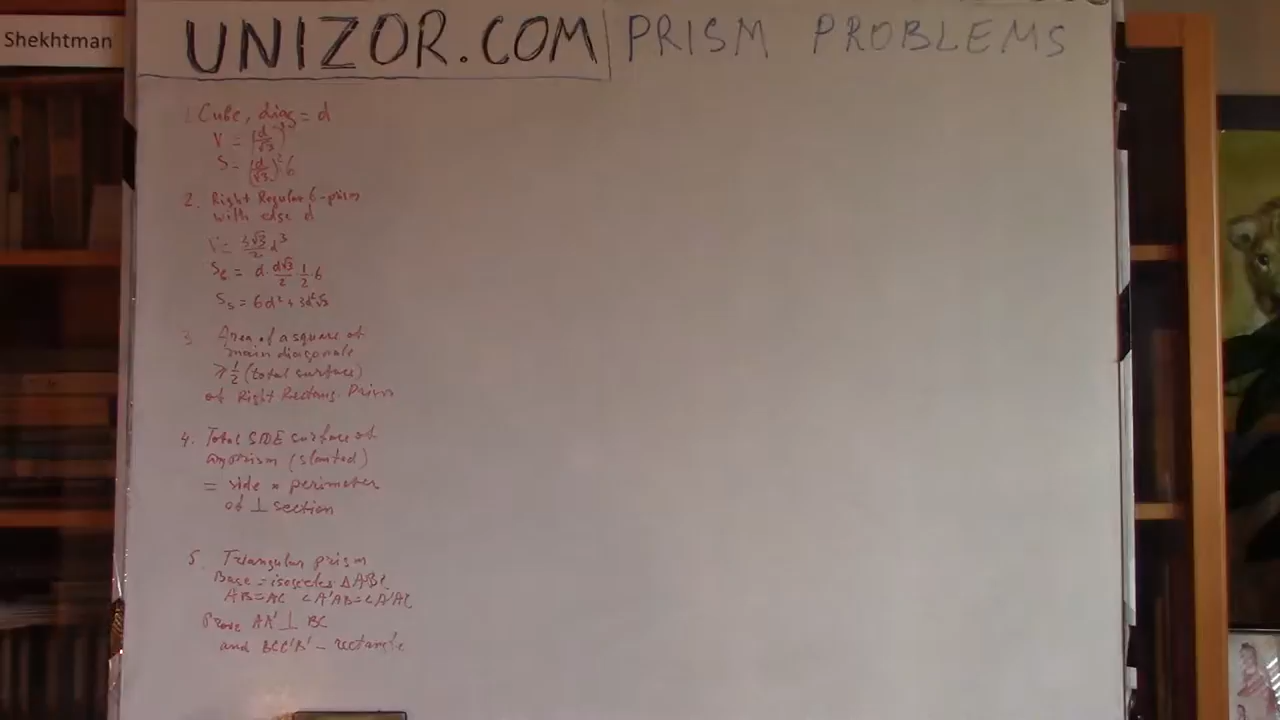 Shekhtman
UNIZOR.COM | PRISM PROBLEMS
1. Cube, diag = d
V = (d/√3)³
S = (d/√3)²·6
2. Right Regular 6-prism
with edge d
V = 3√3/2 d³
= d · d√3/2 · 1/2 · 6
= 6d² + 3d²√3
3. Area of a square of
main diagonale
≥ 1/2 (total surface)
of Right Rectang. Prism
4. Total SIDE surface of
any prism (slanted)
= side × perimeter
of ⊥ section
5. Triangular prism
Base = isosceles ΔABC
AB=AC ∠A'AB=∠A'AC
Prove AA' ⊥ BC
and BCC'B' - rectangle